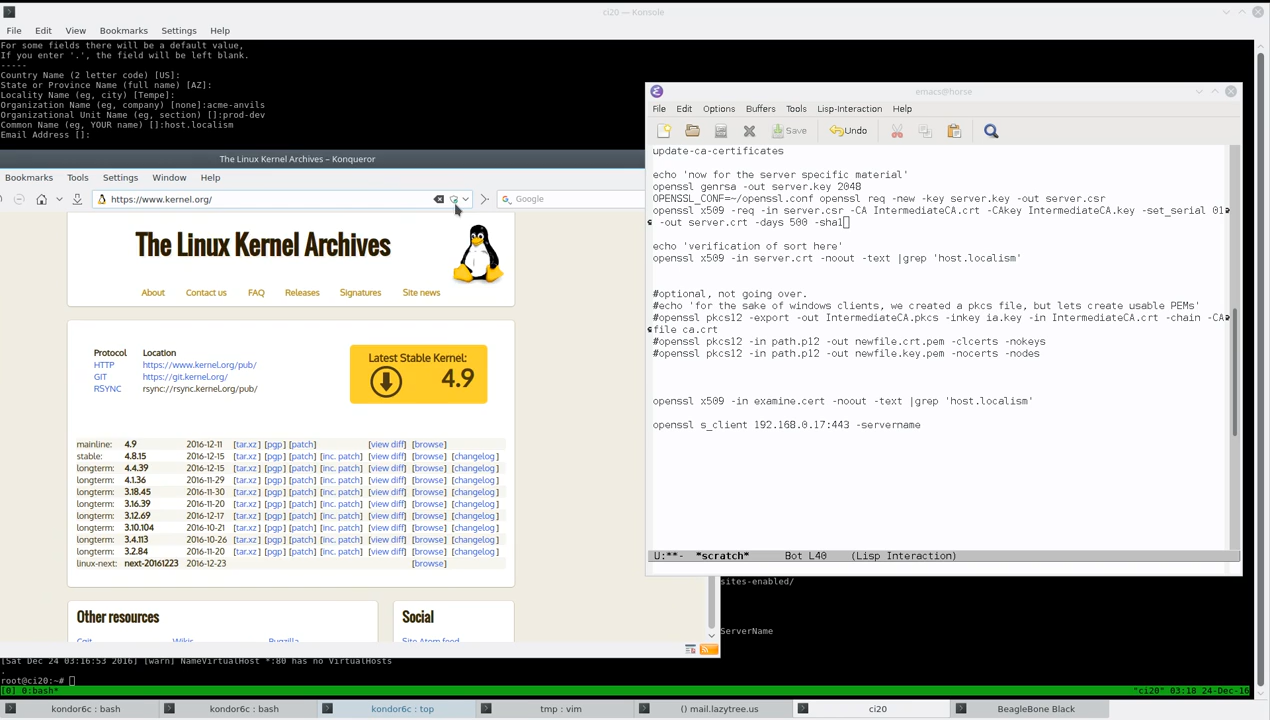 ci20 — Konsole
File Edit View Bookmarks Settings Help
For some fields there will be a default value,
If you enter '.', the field will be left blank.
-----
Country Name (2 letter code) [US]:
State or Province Name (full name) [AZ]:
Locality Name (eg, city) [Tempe]:
Organization Name (eg, company) [none]:acme-anvils
Organizational Unit Name (eg, section) []:prod-dev
Common Name (eg, YOUR name) []:host.localism
Email Address []:
The Linux Kernel Archives – Konqueror
Bookmarks Tools Settings Window Help
https://www.kernel.org/
Google
The Linux Kernel Archives
About Contact us FAQ Releases Signatures Site news
Protocol Location
HTTP https://www.kernel.org/pub/
GIT https://git.kernel.org/
RSYNC rsync://rsync.kernel.org/pub/
Latest Stable Kernel:
4.9
mainline: 4.9 2016-12-11 [tar.xz] [pgp] [patch] [view diff] [browse]
stable: 4.8.15 2016-12-15 [tar.xz] [pgp] [patch] [inc. patch] [view diff] [browse] [changelog]
longterm: 4.4.39 2016-12-15 [tar.xz] [pgp] [patch] [inc. patch] [view diff] [browse] [changelog]
longterm: 4.1.36 2016-11-29 [tar.xz] [pgp] [patch] [inc. patch] [view diff] [browse] [changelog]
longterm: 3.18.45 2016-11-30 [tar.xz] [pgp] [patch] [inc. patch] [view diff] [browse] [changelog]
longterm: 3.16.39 2016-11-20 [tar.xz] [pgp] [patch] [inc. patch] [view diff] [browse] [changelog]
longterm: 3.12.69 2016-12-15 [tar.xz] [pgp] [patch] [inc. patch] [view diff] [browse] [changelog]
longterm: 3.10.104 2016-10-21 [tar.xz] [pgp] [patch] [inc. patch] [view diff] [browse] [changelog]
longterm: 3.4.113 2016-10-26 [tar.xz] [pgp] [patch] [inc. patch] [view diff] [browse] [changelog]
longterm: 3.2.84 2016-11-20 [tar.xz] [pgp] [patch] [inc. patch] [view diff] [browse] [changelog]
linux-next: next-20161223 2016-12-23 [browse]
Other resources
Social
Cgit Wikis Bugzilla
Site Atom feed
emacs@horse
File Edit Options Buffers Tools Lisp-Interaction Help
Save Undo
update-ca-certificates
echo 'now for the server specific material'
openssl genrsa -out server.key 2048
OPENSSL_CONF=~/openssl.conf openssl req -new -key server.key -out server.csr
openssl x509 -req -in server.csr -CA IntermediateCA.crt -CAkey IntermediateCA.key -set_serial 01
-out server.crt -days 500 -sha1
echo 'verification of sort here'
openssl x509 -in server.crt -noout -text |grep 'host.localism'
#optional, not going over.
#echo 'for the sake of windows clients, we created a pkcs file, but lets create usable PEMs'
#openssl pkcs12 -export -out IntermediateCA.pkcs -inkey ia.key -in IntermediateCA.crt -chain -CA
file ca.crt
#openssl pkcs12 -in path.p12 -out newfile.crt.pem -clcerts -nokeys
#openssl pkcs12 -in path.p12 -out newfile.key.pem -nocerts -nodes
openssl x509 -in examine.cert -noout -text |grep 'host.localism'
openssl s_client 192.168.0.17:443 -servername
U:**- *scratch* Bot L40 (Lisp Interaction)
sites-enabled/
ServerName
[Sat Dec 24 03:16:53 2016] [warn] NameVirtualHost *:80 has no VirtualHosts
.
root@ci20:~#
[0] 0:bash* "ci20" 03:18 24-Dec-16
kondor6c : bash kondor6c : bash kondor6c : top tmp : vim () mail.lazytree.us ci20 BeagleBone Black